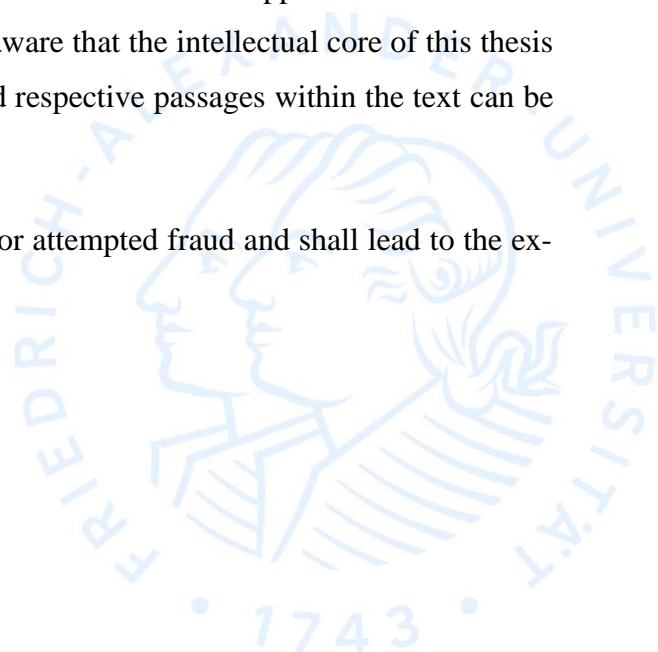 ware that the intellectual core of this thesis
d respective passages within the text can be
or attempted fraud and shall lead to the ex-
FRIEDRICH-ALEXANDER-UNIVERSITÄT
• 1743 •